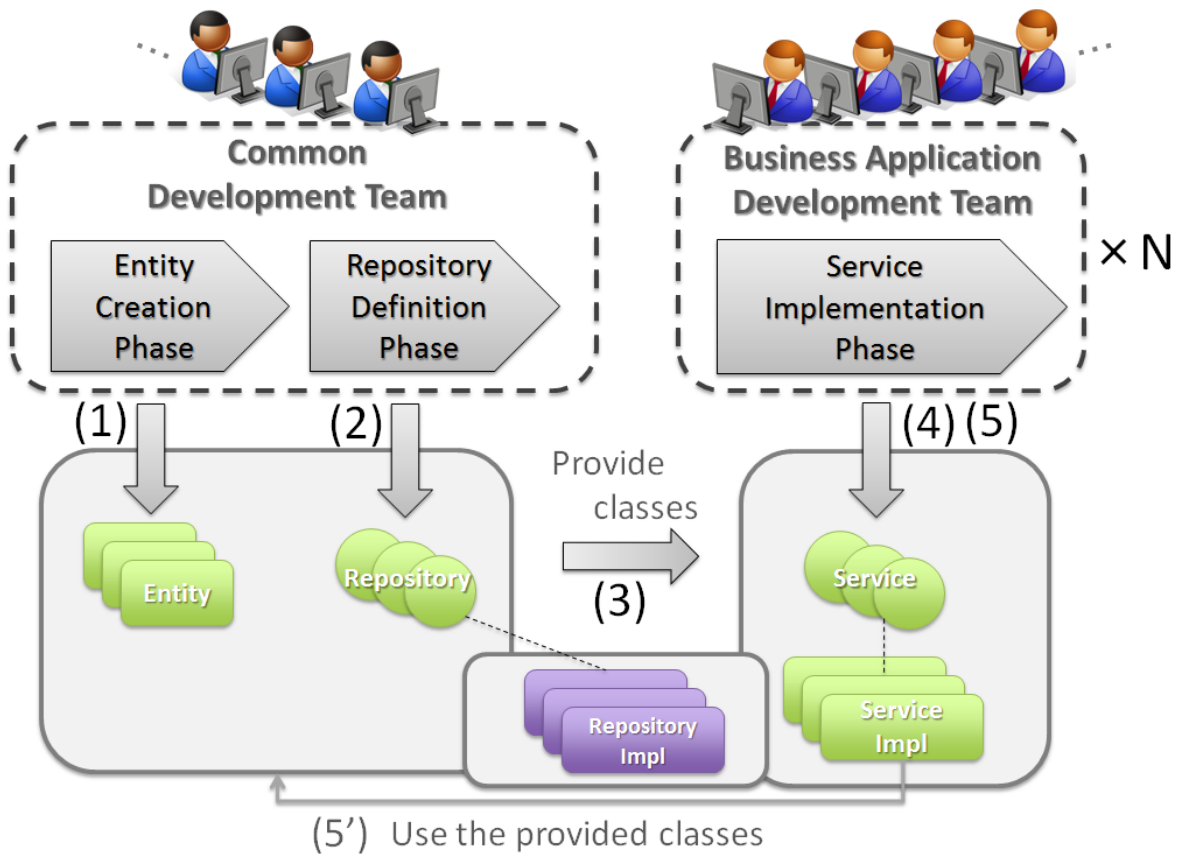 Common
Development Team
Entity
Creation
Phase
Repository
Definition
Phase
Business Application
Development Team
Service
Implementation
Phase
× N
(1)
(2)
(4) (5)
Provide
classes
(3)
Entity
Repository
Service
Repository
Impl
Service
Impl
(5’) Use the provided classes